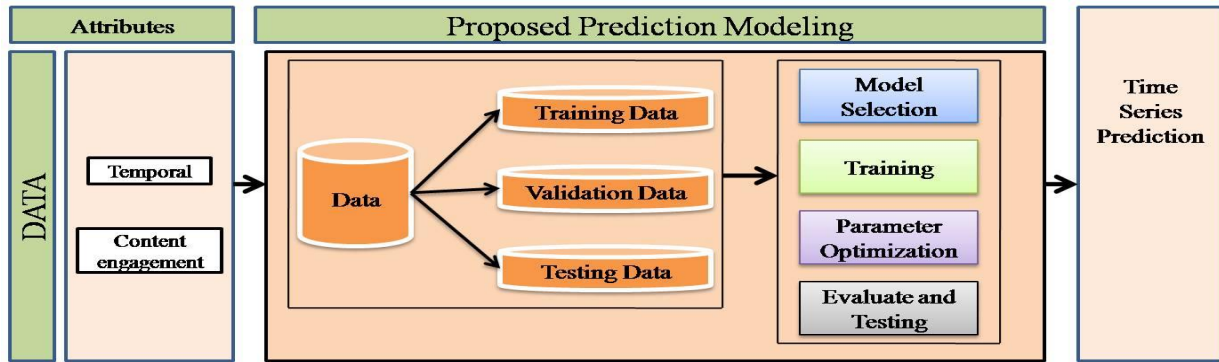 Attributes
Proposed Prediction Modeling
DATA
Temporal
Content
engagement
Data
Training Data
Validation Data
Testing Data
Model
Selection
Training
Parameter
Optimization
Evaluate and
Testing
Time
Series
Prediction